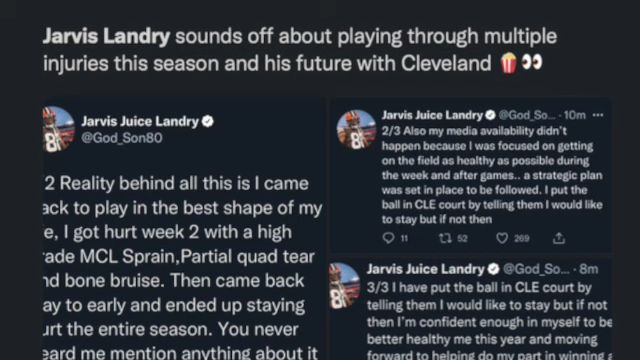 Jarvis Landry sounds off about playing through multiple
injuries this season and his future with Cleveland 🍿👀
Jarvis Juice Landry
@God_Son80
2 Reality behind all this is I came
ack to play in the best shape of my
e, I got hurt week 2 with a high
rade MCL Sprain,Partial quad tear
nd bone bruise. Then came back
ay to early and ended up staying
urt the entire season. You never
eard me mention anything about it
Jarvis Juice Landry @God_So... · 10m ...
2/3 Also my media availability didn't
happen because I was focused on getting
on the field as healthy as possible during
the week and after games.. a strategic plan
was set in place to be followed. I put the
ball in CLE court by telling them I would like
to stay but if not then
11 52 269
Jarvis Juice Landry @God_So... · 8m
3/3 I have put the ball in CLE court by
telling them I would like to stay but if not
then I'm confident enough in myself to be
better healthy me this year and moving
forward to helping do my part in winning a